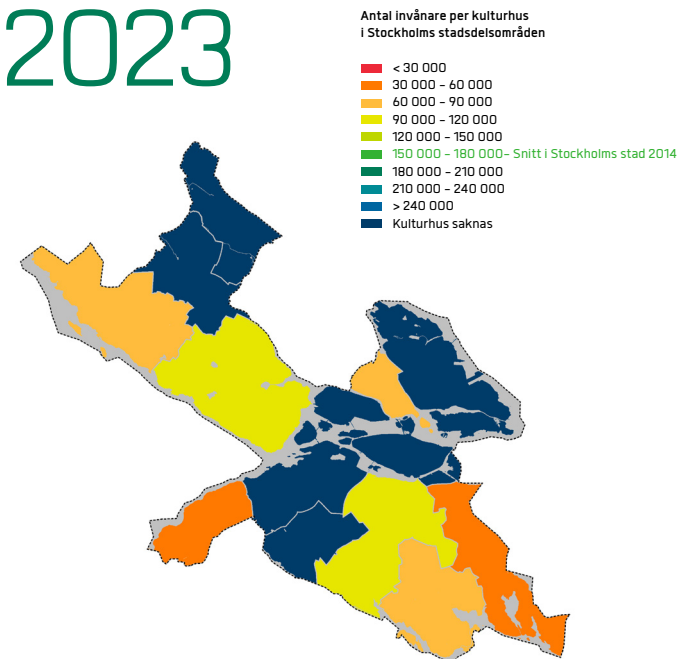 2023
Antal invånare per kulturhus
i Stockholms stadsdelsområden
< 30 000
30 000 – 60 000
60 000 – 90 000
90 000 – 120 000
120 000 – 150 000
150 000 – 180 000– Snitt i Stockholms stad 2014
180 000 – 210 000
210 000 – 240 000
> 240 000
Kulturhus saknas